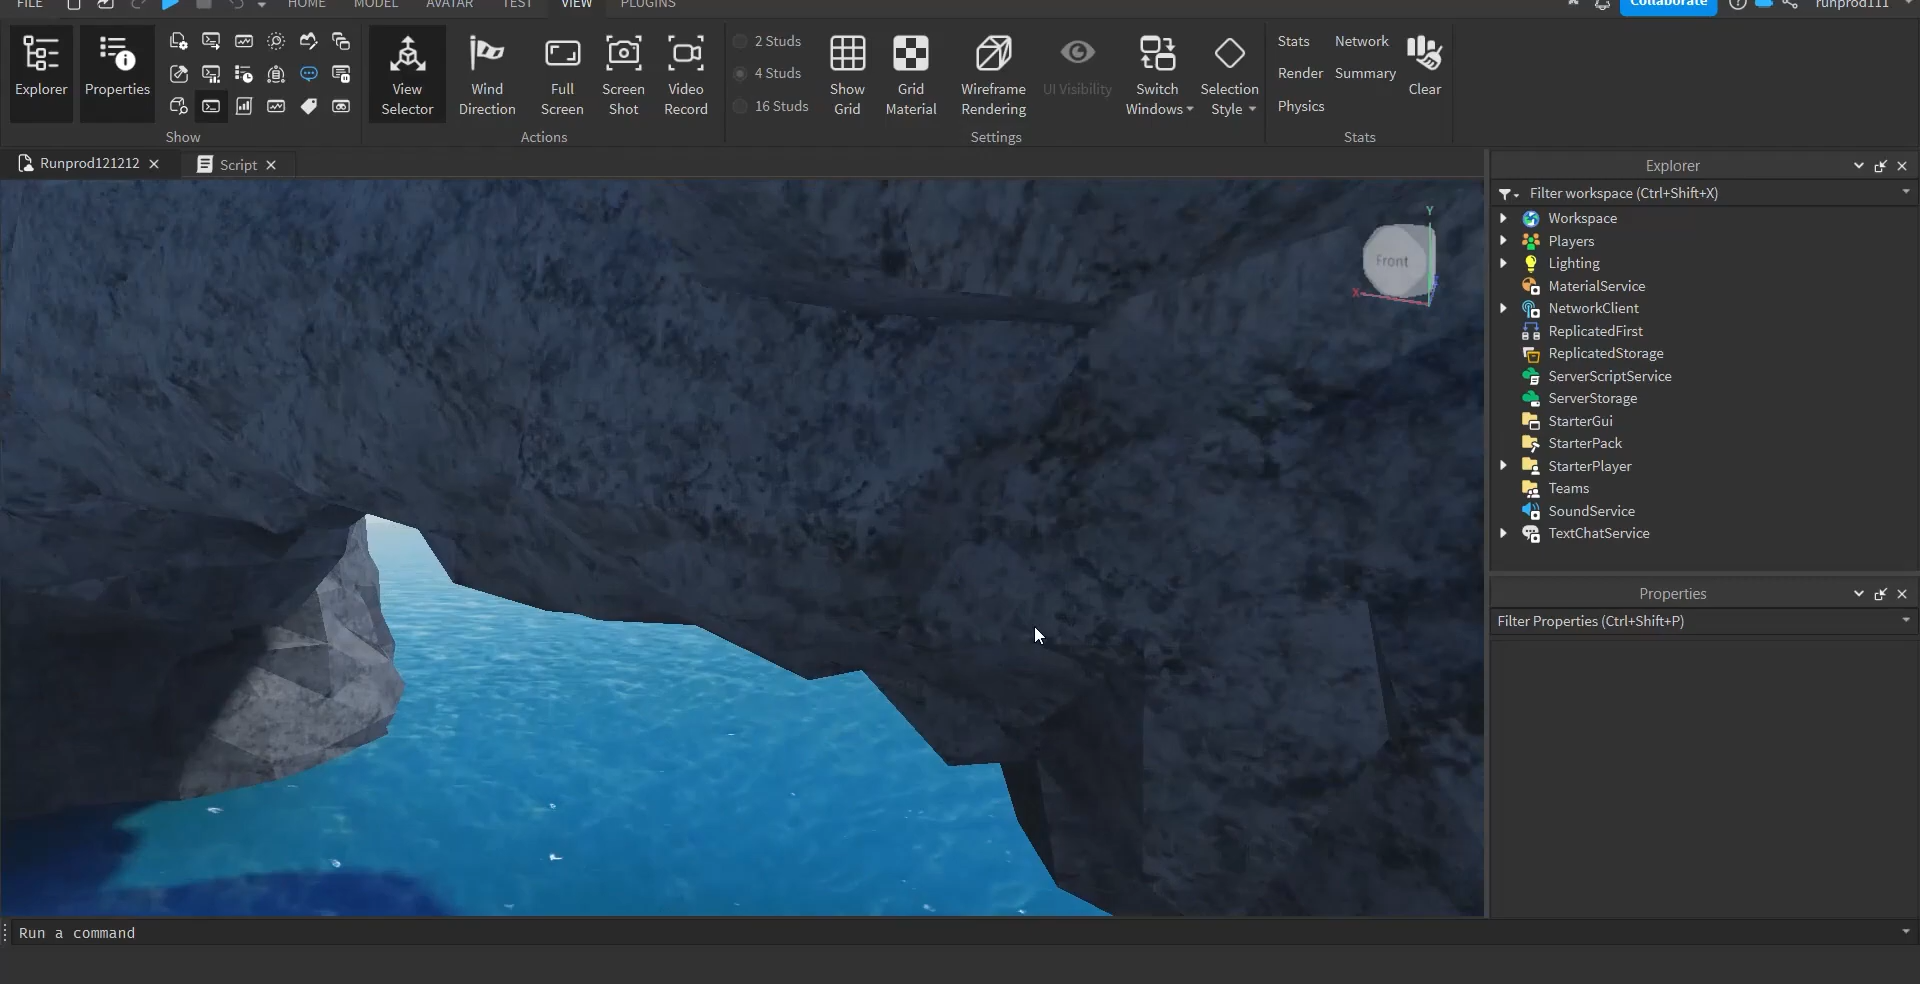 FILE HOME MODEL AVATAR TEST VIEW PLUGINS Collaborate runprod111
Explorer Properties
Show
View Selector
Wind Direction
Full Screen
Screen Shot
Video Record
Actions
2 Studs
4 Studs
16 Studs
Show Grid
Grid Material
Wireframe Rendering
UI Visibility
Switch Windows
Selection Style
Settings
Stats Network
Render Summary
Physics
Clear
Stats
Runprod121212
Script
Front
Y
X
Explorer
Filter workspace (Ctrl+Shift+X)
Workspace
Players
Lighting
MaterialService
NetworkClient
ReplicatedFirst
ReplicatedStorage
ServerScriptService
ServerStorage
StarterGui
StarterPack
StarterPlayer
Teams
SoundService
TextChatService
Properties
Filter Properties (Ctrl+Shift+P)
Run a command